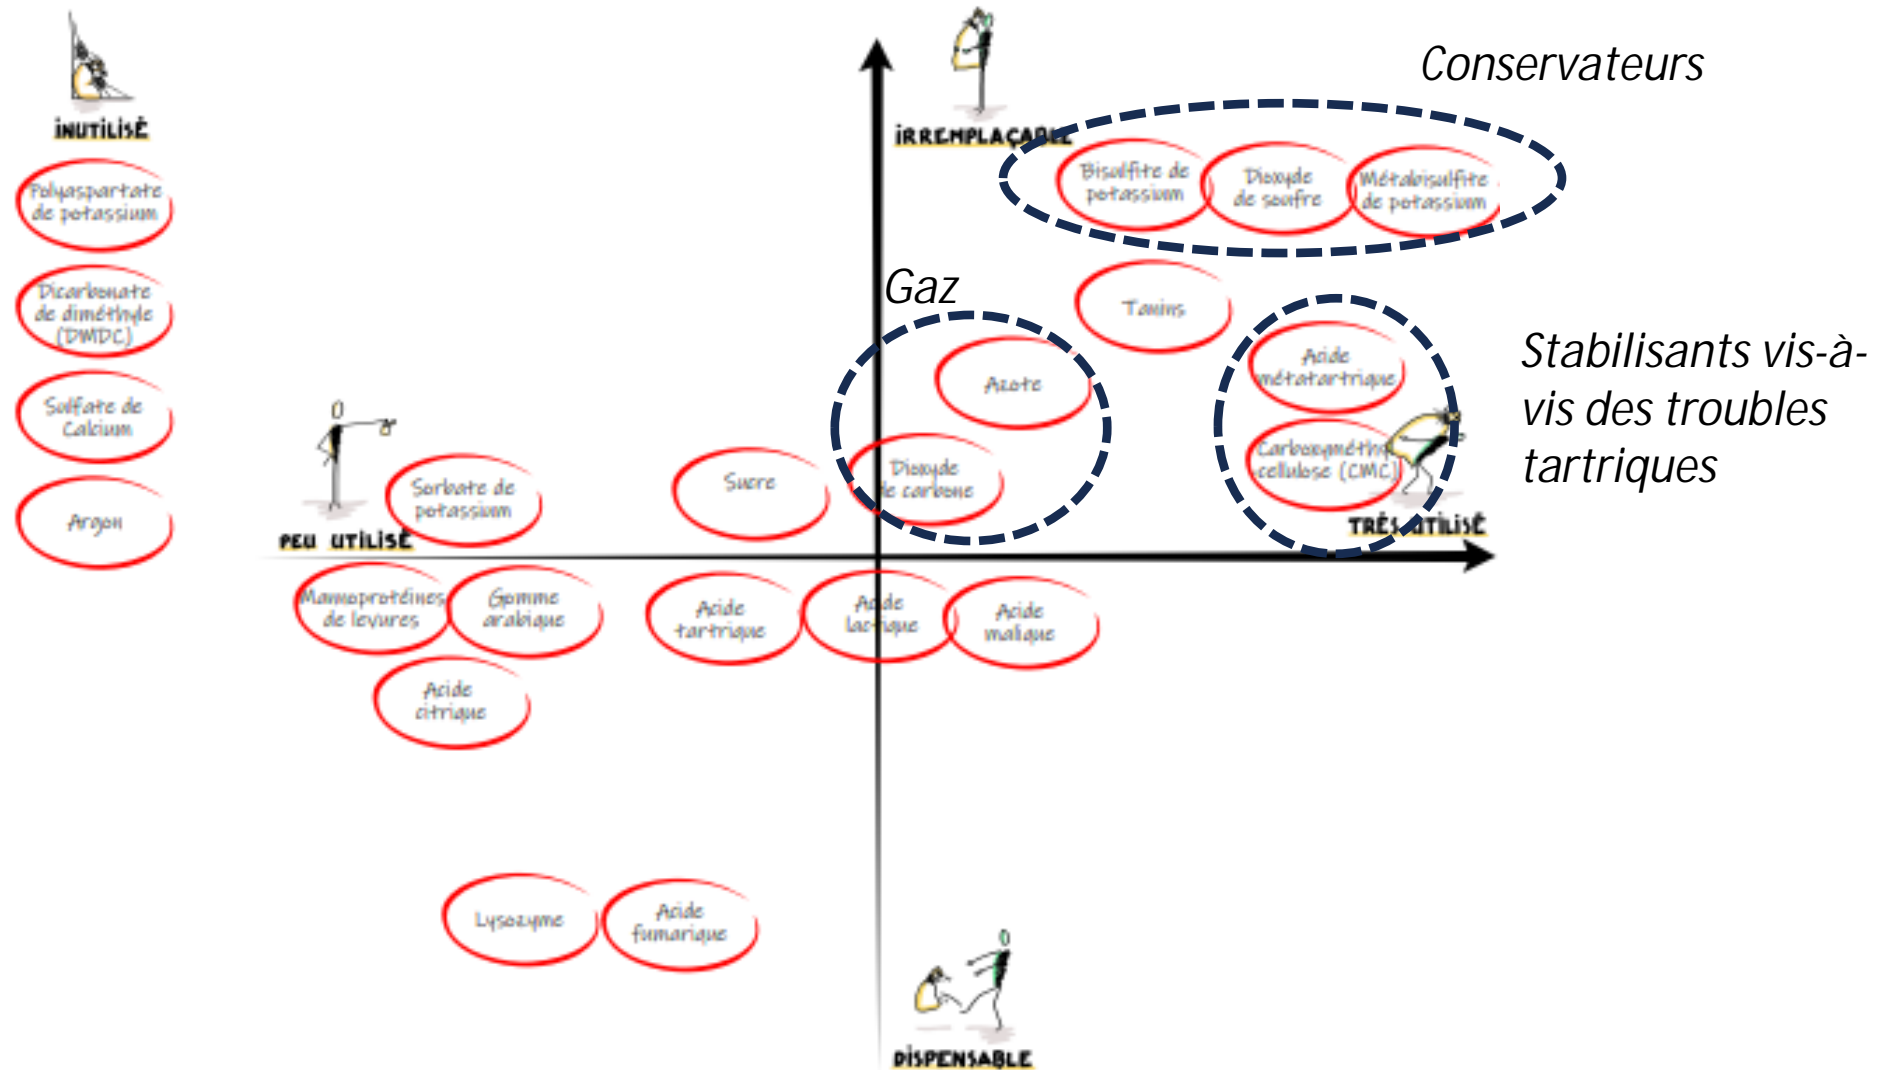 Conservateurs
INUTILISÉ
IRREMPLAÇABLE
Polyaspartate
de potassium
Bisulfite de
potassium
Dioxyde
de soufre
Métabisulfite
de potassium
Dicarbonate
de diméthyle
(DMDC)
Gaz
Tanins
Azote
Acide
métatartrique
Stabilisants vis-à-
vis des troubles
tartriques
Sulfate de
Calcium
Argon
Sorbate de
potassium
Sucre
Dioxyde
de carbone
Carboxyméthyl
cellulose (CMC)
PEU UTILISÉ
TRÈS UTILISÉ
Mannoprotéines
de levures
Gomme
arabique
Acide
tartrique
Acide
lactique
Acide
malique
Acide
citrique
Lysozyme
Acide
fumarique
DISPENSABLE